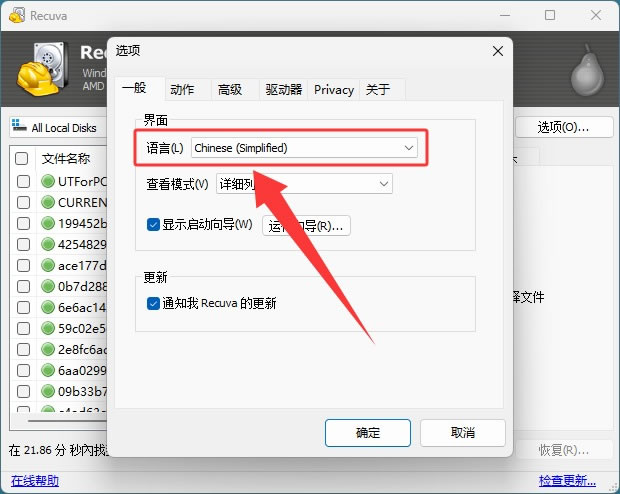 Recuva
选项
Rec
Wind
AMD
一般 动作 高级 驱动器 Privacy 关于
All Local Disks
选项(O)...
界面
文件名称
语言(L) Chinese (Simplified)
UTForPC
查看模式(V) 详细列
CURREN
199452b
显示启动向导(W) 运行向导(R)...
4254829
ace177d
更新
0b7d288
通知我 Recuva 的更新
择文件
6e6ac14
59c02e5
2e8fc6ac
6aa0299
09b33b7
确定 取消
在 21.86 分 秒內找
恢复(R)...
在线帮助
检查更新...